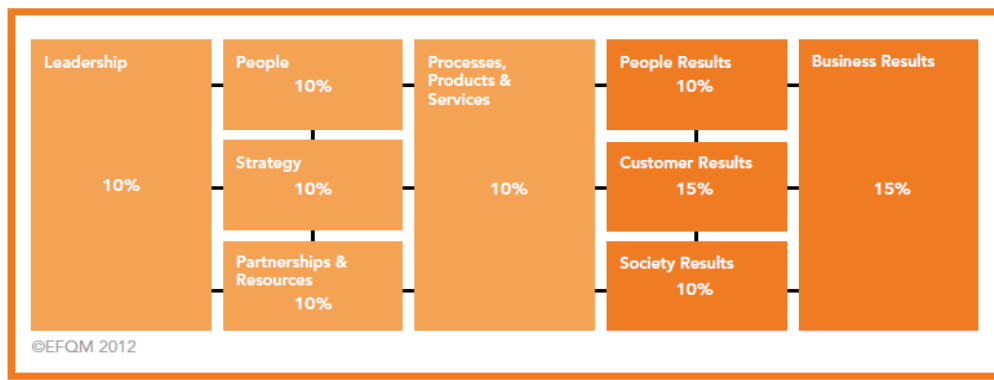 Leadership
10%
People
10%
Strategy
10%
Partnerships &
Resources
10%
Processes,
Products &
Services
10%
People Results
10%
Customer Results
15%
Society Results
10%
Business Results
15%
©EFQM 2012